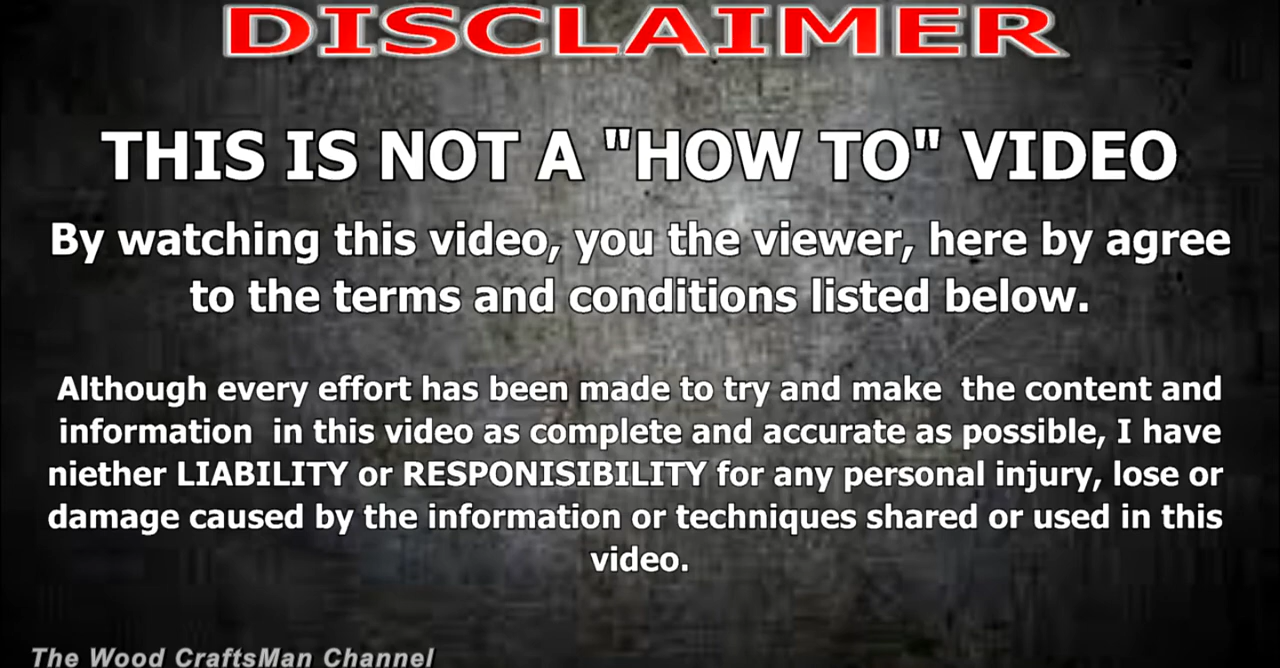 DISCLAIMER
THIS IS NOT A "HOW TO" VIDEO
By watching this video, you the viewer, here by agree
to the terms and conditions listed below.
Although every effort has been made to try and make  the content and
information  in this video as complete and accurate as possible, I have
niether LIABILITY or RESPONISIBILITY for any personal injury, lose or
damage caused by the information or techniques shared or used in this
video.
The Wood CraftsMan Channel